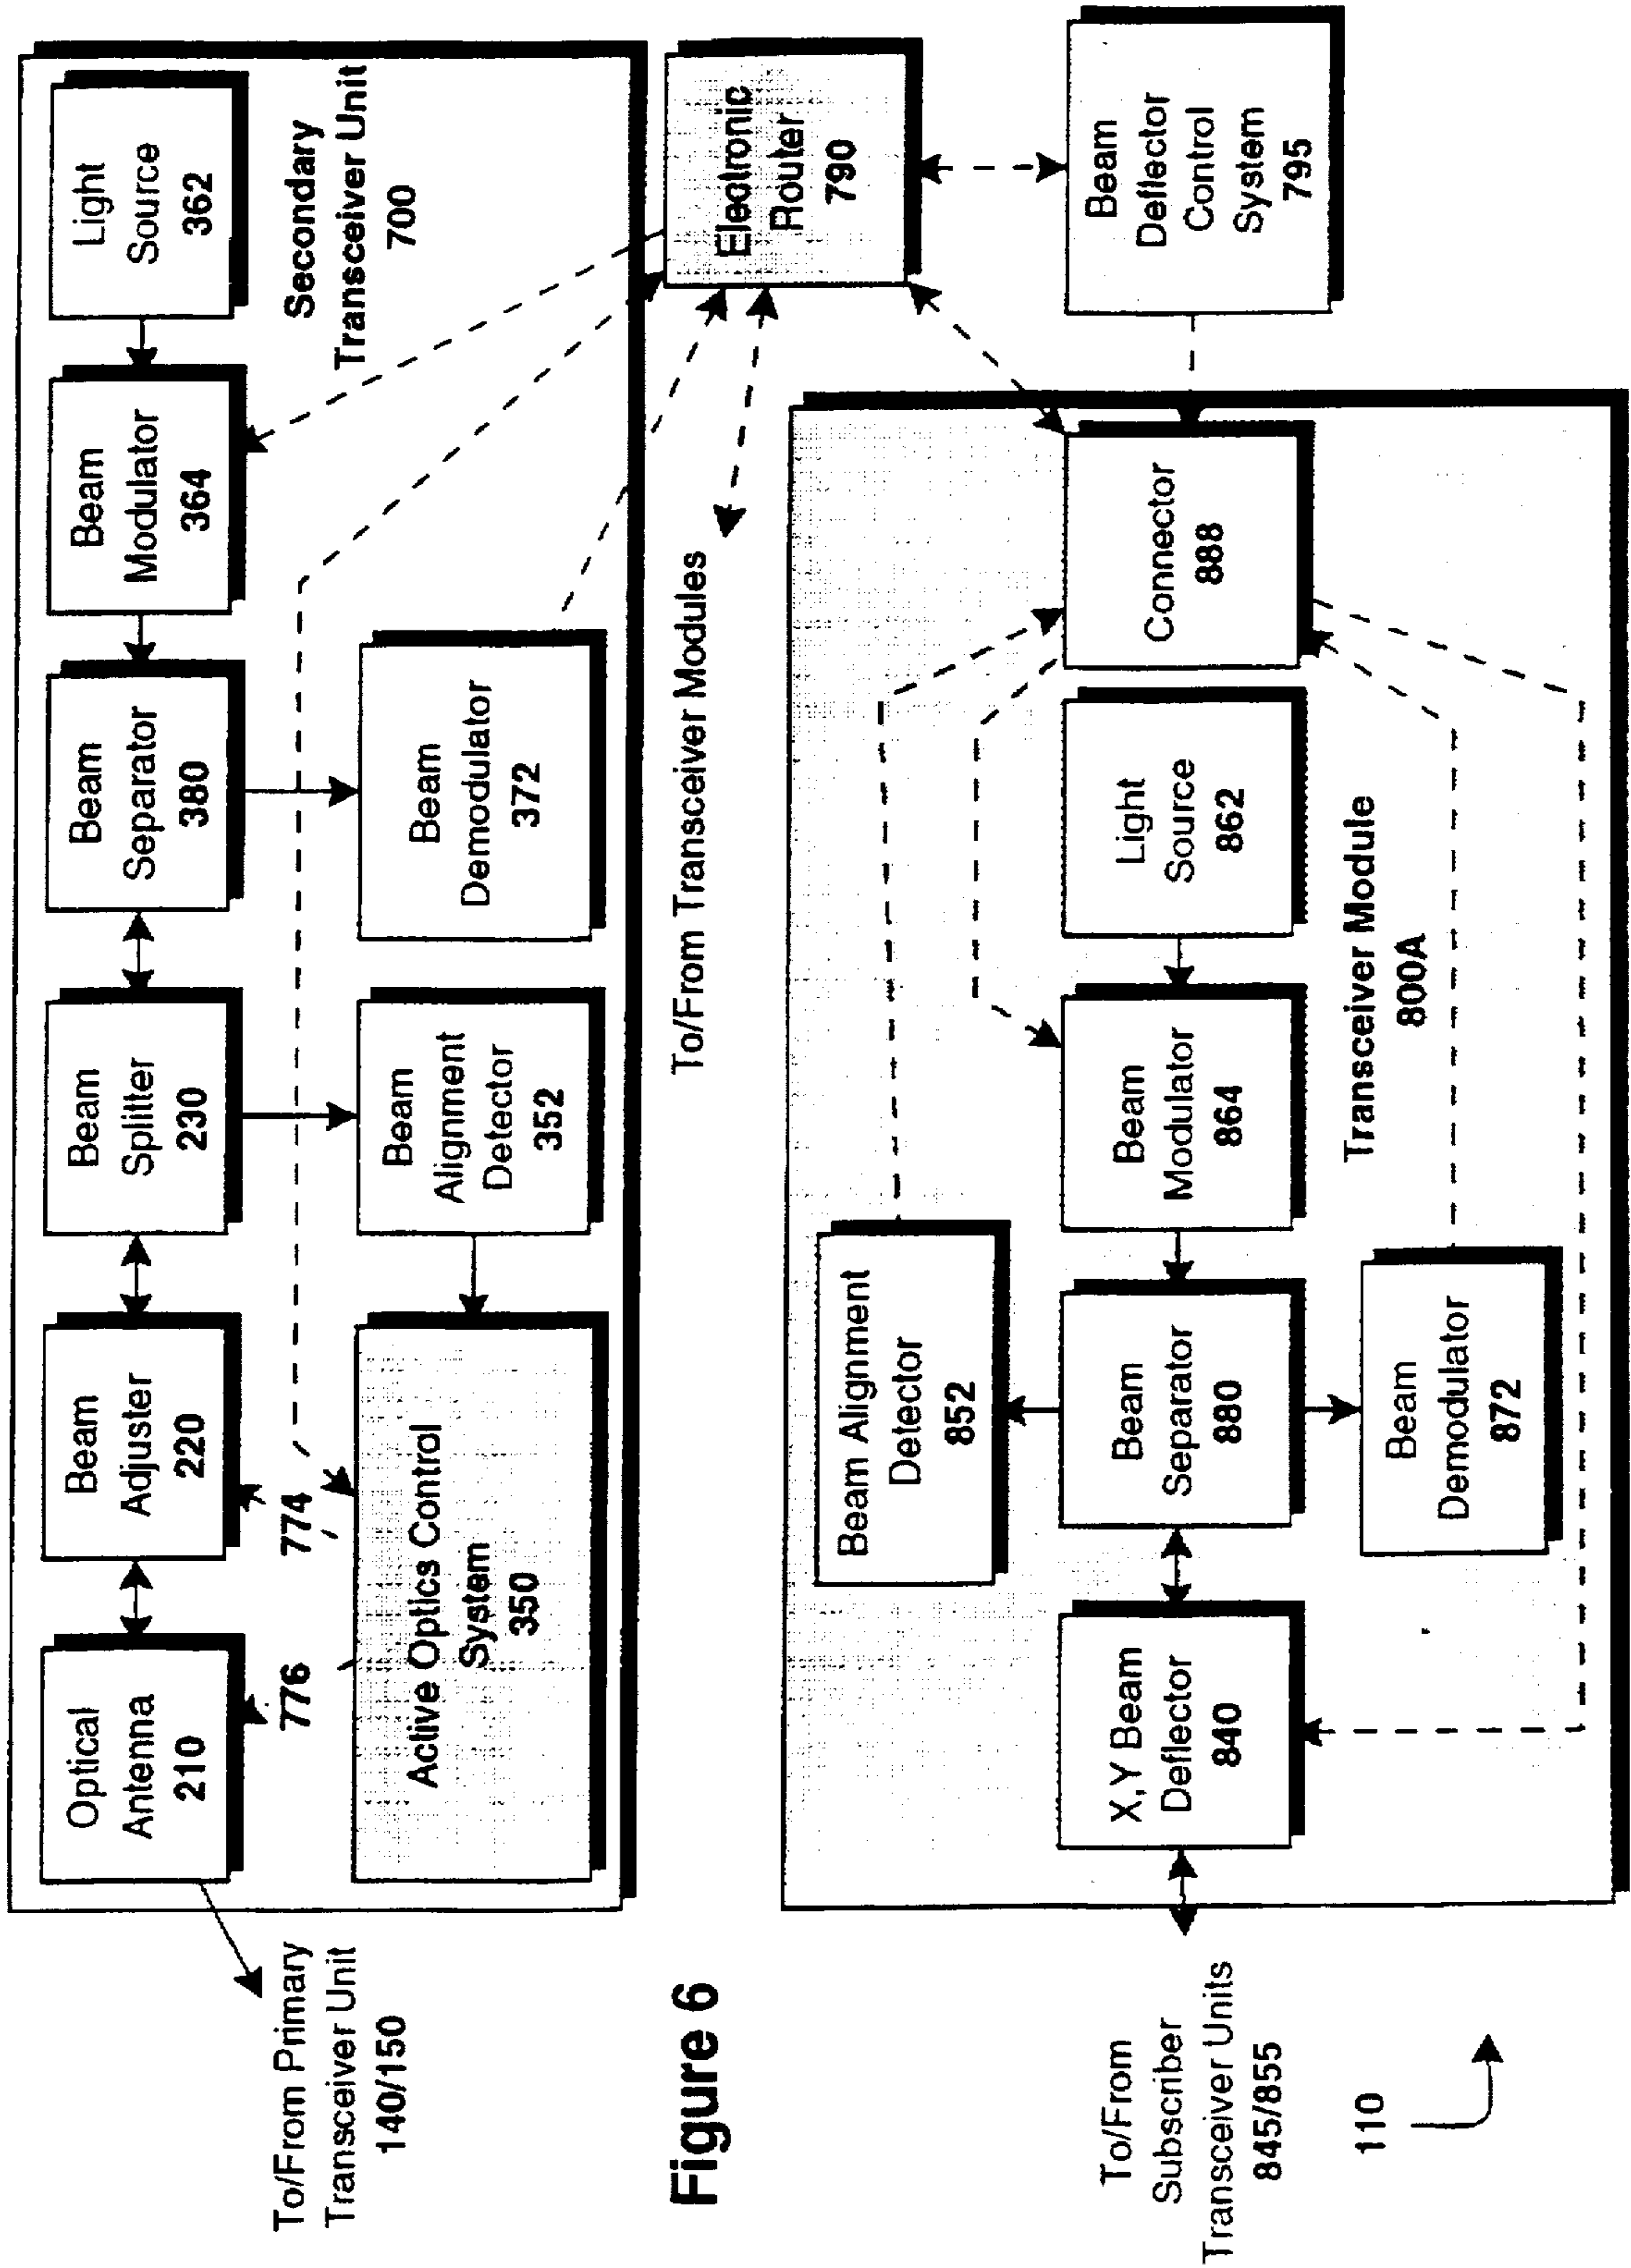 To/From Primary
Transceiver Unit
140/150
Optical
Antenna
210
Beam
Adjuster
220
Beam
Splitter
230
Beam
Separator
380
Beam
Modulator
364
Light
Source
362
776
774
Active Optics Control
System
350
Beam
Alignment
Detector
352
Beam
Demodulator
372
Secondary
Transceiver Unit
700
Figure 6
To/From Transceiver Modules
Electronic
Router
790
Beam
Deflector
Control
System
795
To/From
Subscriber
Transceiver Units
845/855
110
X,Y Beam
Deflector
840
Beam Alignment
Detector
852
Beam
Separator
880
Beam
Demodulator
872
Beam
Modulator
864
Light
Source
862
Connector
888
Transceiver Module
800A